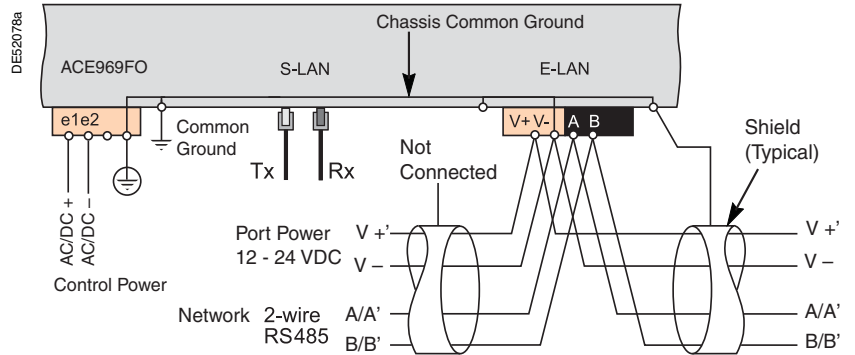 DE52078a
Chassis Common Ground
ACE969FO
S-LAN
E-LAN
e1e2
V+V-
A B
Common
Ground
Tx
Rx
Not
Connected
Shield
(Typical)
AC/DC +
AC/DC –
Control Power
Port Power
12 - 24 VDC
V +'
V –
Network
2-wire
RS485
A/A'
B/B'
V +'
V –
A/A'
B/B'